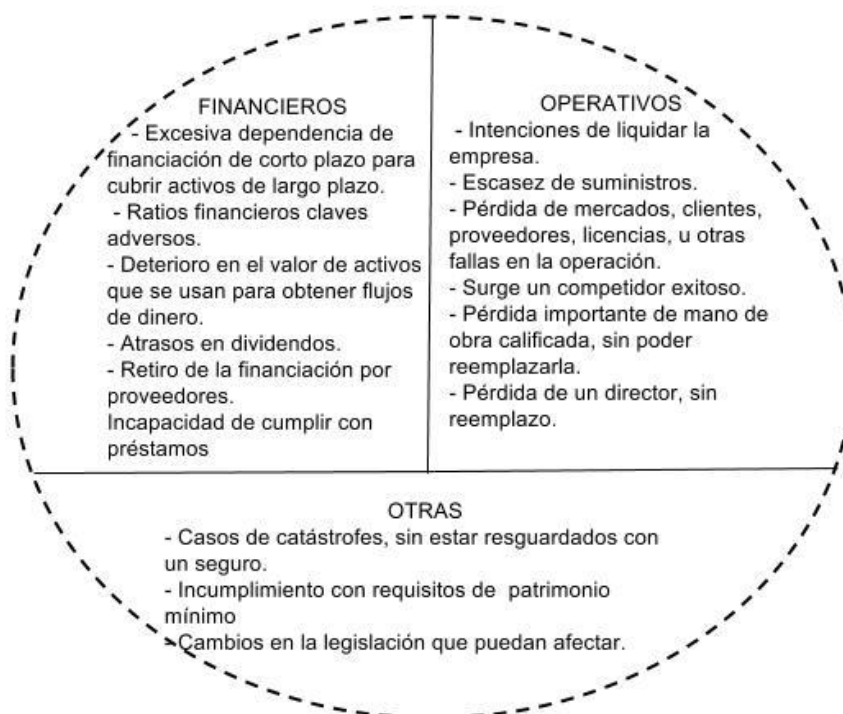 FINANCIEROS
- Excesiva dependencia de
financiación de corto plazo para
cubrir activos de largo plazo.
- Ratios financieros claves
adversos.
- Deterioro en el valor de activos
que se usan para obtener flujos
de dinero.
- Atrasos en dividendos.
- Retiro de la financiación por
proveedores.
Incapacidad de cumplir con
préstamos
OPERATIVOS
- Intenciones de liquidar la
empresa.
- Escasez de suministros.
- Pérdida de mercados, clientes,
proveedores, licencias, u otras
fallas en la operación.
- Surge un competidor exitoso.
- Pérdida importante de mano de
obra calificada, sin poder
reemplazarla.
- Pérdida de un director, sin
reemplazo.
OTRAS
- Casos de catástrofes, sin estar resguardados con
un seguro.
- Incumplimiento con requisitos de patrimonio
mínimo
- Cambios en la legislación que puedan afectar.